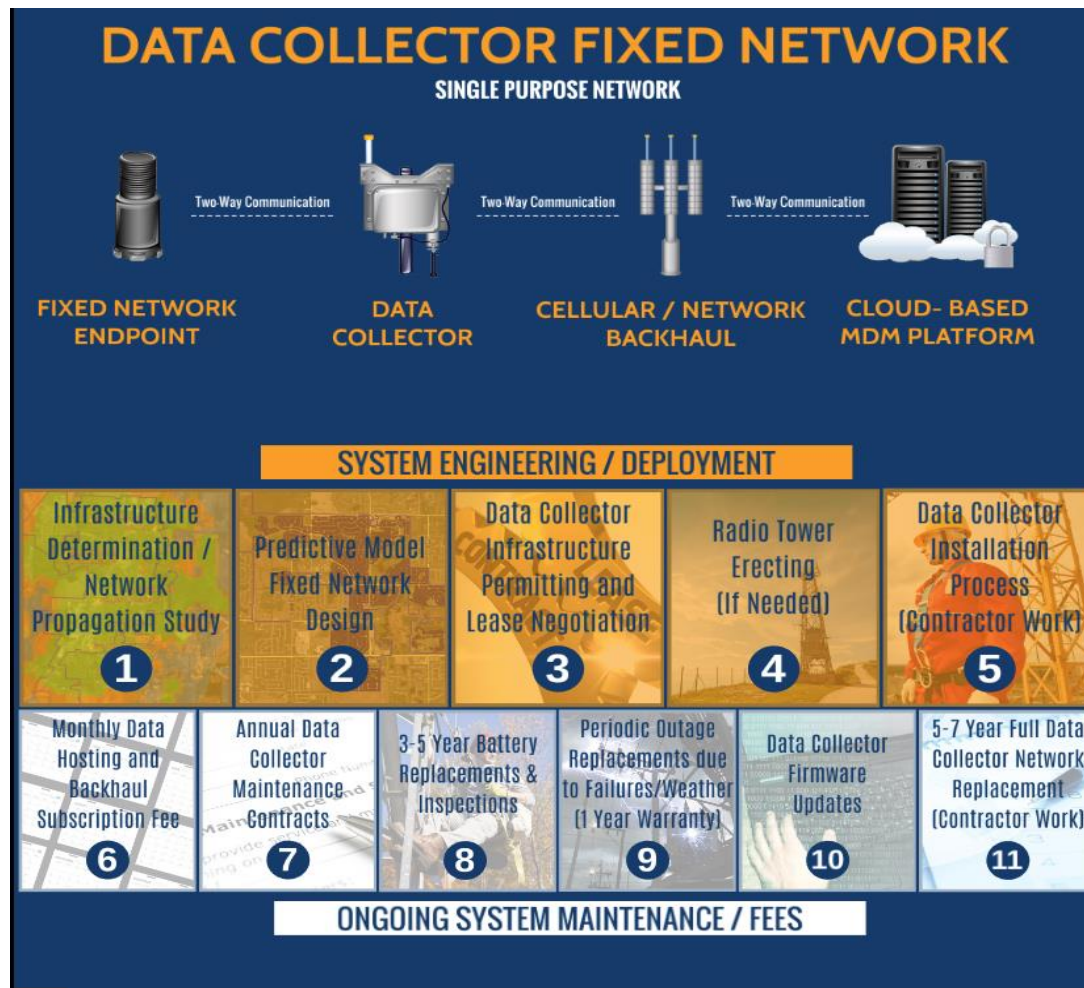 DATA COLLECTOR FIXED NETWORK
SINGLE PURPOSE NETWORK
Two-Way Communication
Two-Way Communication
Two-Way Communication
FIXED NETWORK
ENDPOINT
DATA
COLLECTOR
CELLULAR / NETWORK
BACKHAUL
CLOUD- BASED
MDM PLATFORM
SYSTEM ENGINEERING / DEPLOYMENT
Infrastructure
Determination /
Network
Propagation Study
1
Predictive Model
Fixed Network
Design
2
Data Collector
Infrastructure
Permitting and
Lease Negotiation
3
Radio Tower
Erecting
(If Needed)
4
Data Collector
Installation
Process
(Contractor Work)
5
Monthly Data
Hosting and
Backhaul
Subscription Fee
6
Annual Data
Collector
Maintenance
Contracts
7
3-5 Year Battery
Replacements &
Inspections
8
Periodic Outage
Replacements due
to Failures/Weather
(1 Year Warranty)
9
Data Collector
Firmware
Updates
10
5-7 Year Full Data
Collector Network
Replacement
(Contractor Work)
11
ONGOING SYSTEM MAINTENANCE / FEES